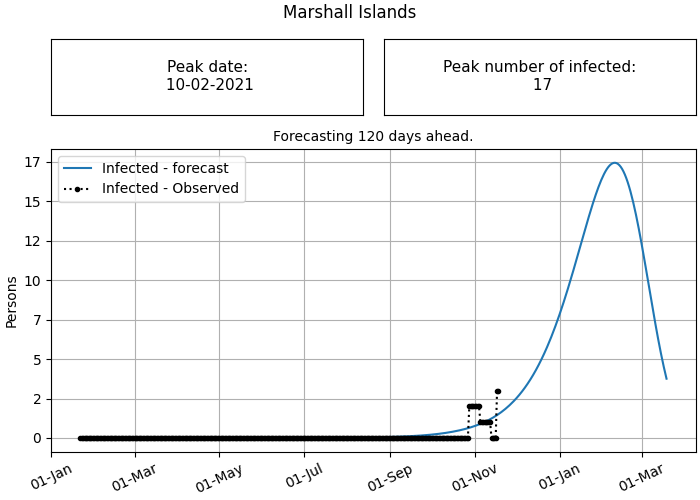 Marshall Islands
Peak date:
10-02-2021
Peak number of infected:
17
Forecasting 120 days ahead.
Infected - forecast
Infected - Observed
Persons
17
15
12
10
7
5
2
0
01-Jan
01-Mar
01-May
01-Jul
01-Sep
01-Nov
01-Jan
01-Mar